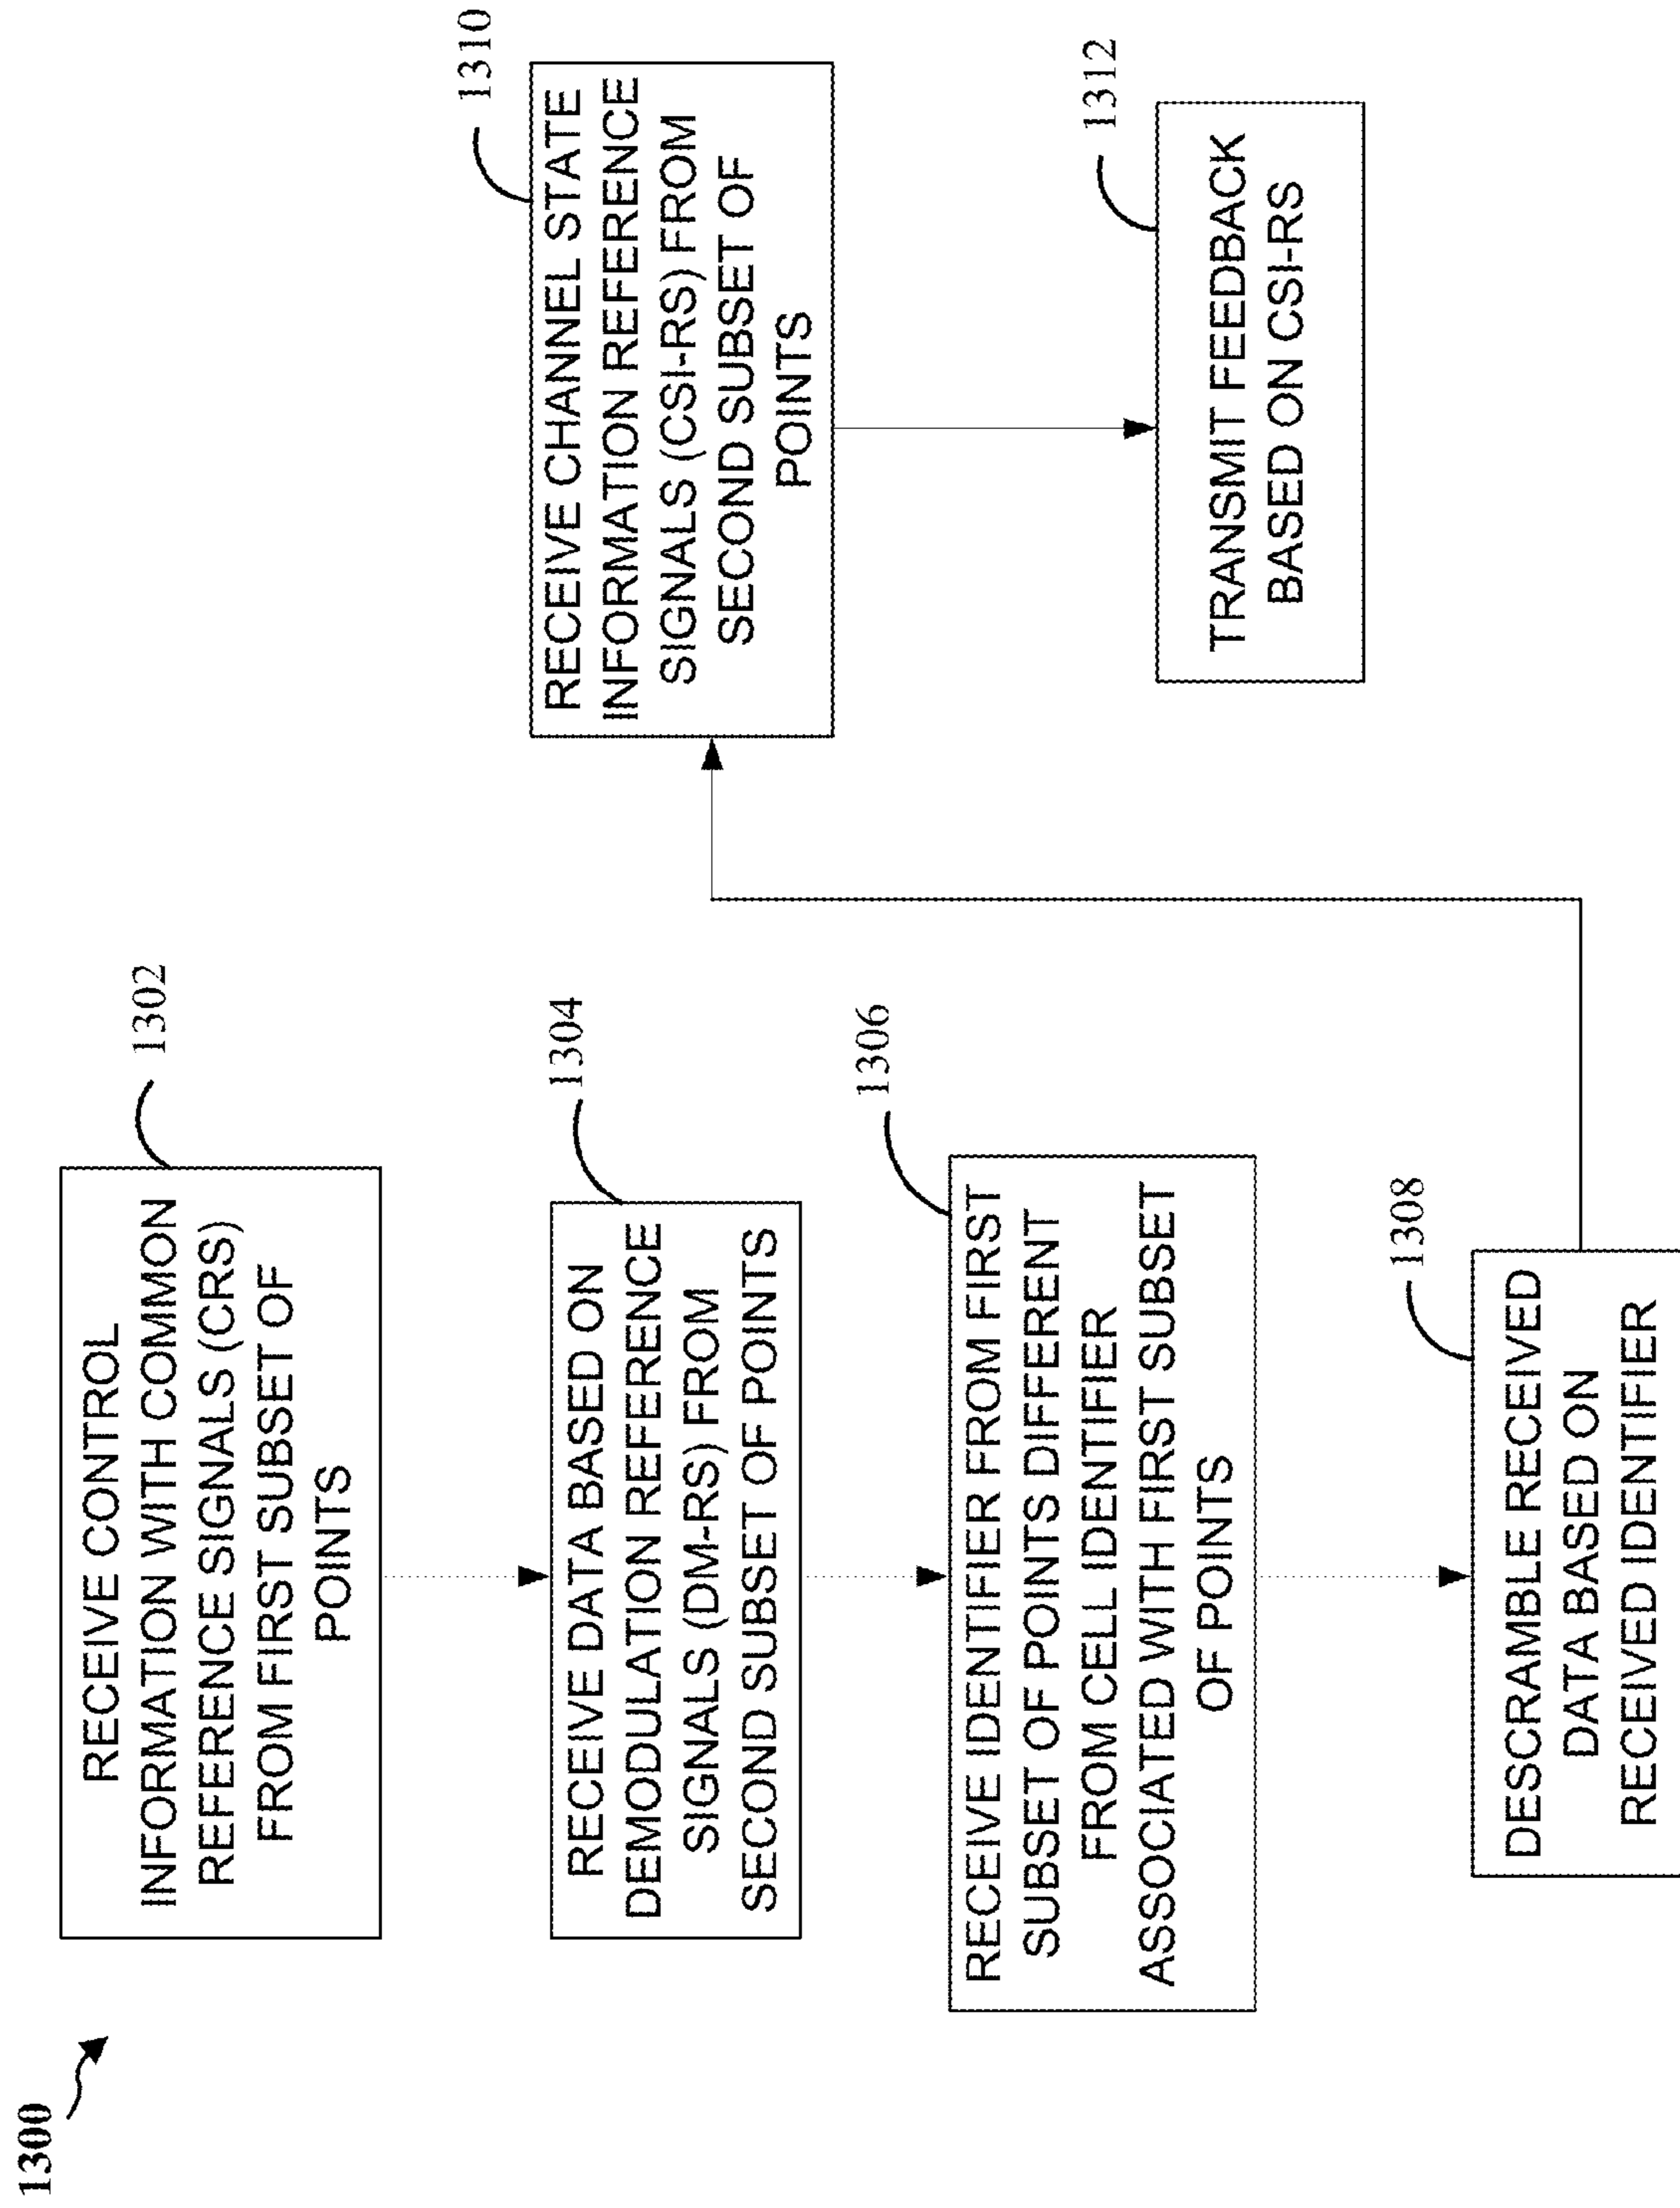 1300
1302
RECEIVE CONTROL
INFORMATION WITH COMMON
REFERENCE SIGNALS (CRS)
FROM FIRST SUBSET OF
POINTS
1304
RECEIVE DATA BASED ON
DEMODULATION REFERENCE
SIGNALS (DM-RS) FROM
SECOND SUBSET OF POINTS
1306
RECEIVE IDENTIFIER FROM FIRST
SUBSET OF POINTS DIFFERENT
FROM CELL IDENTIFIER
ASSOCIATED WITH FIRST SUBSET
OF POINTS
1308
DESCRAMBLE RECEIVED
DATA BASED ON
RECEIVED IDENTIFIER
1310
RECEIVE CHANNEL STATE
INFORMATION REFERENCE
SIGNALS (CSI-RS) FROM
SECOND SUBSET OF
POINTS
1312
TRANSMIT FEEDBACK
BASED ON CSI-RS